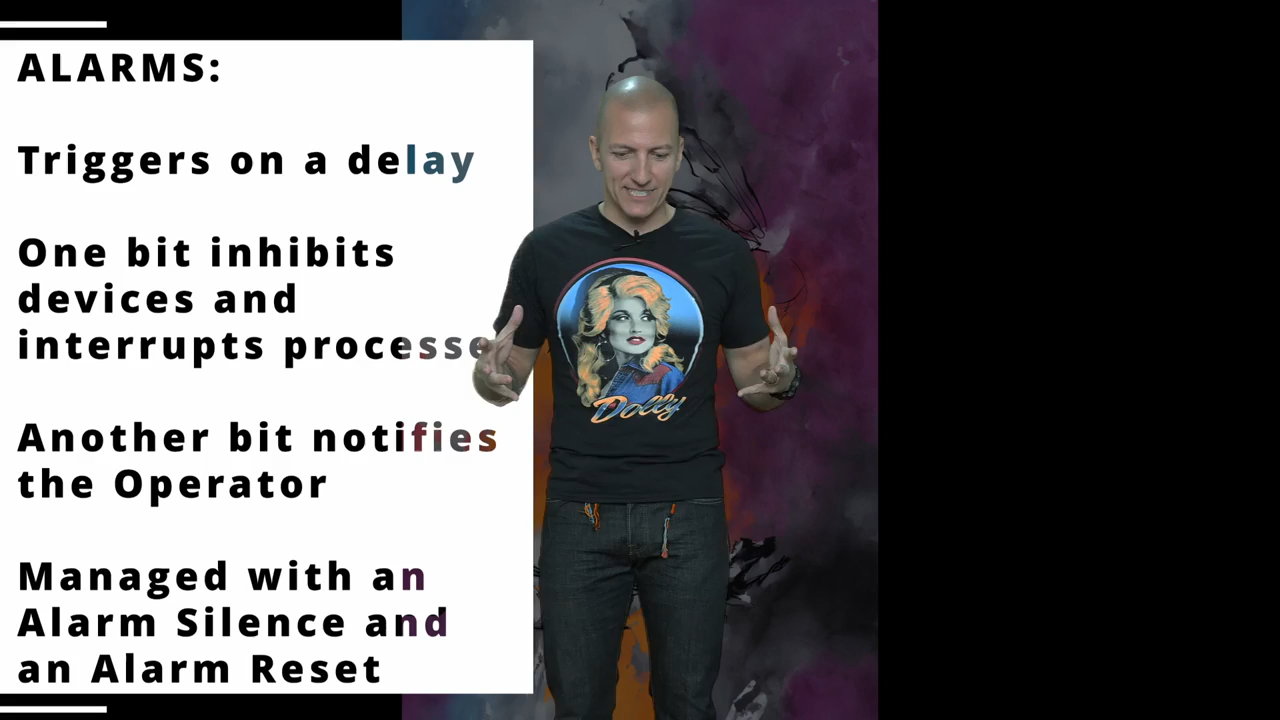 ALARMS:
Triggers on a delay
One bit inhibits
devices and
interrupts processe
Another bit notifies
the Operator
Managed with an
Alarm Silence and
an Alarm Reset
Dolly